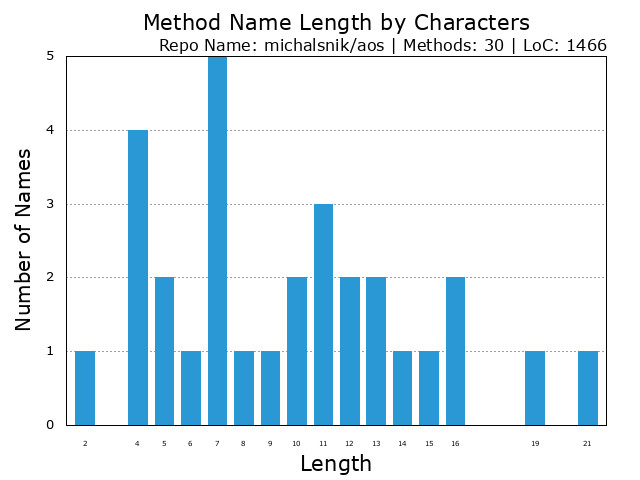 Method Name Length by Characters
Repo Name: michalsnik/aos | Methods: 30 | LoC: 1466
5
4
3
2
1
0
Number of Names
2 4 5 6 7 8 9 10 11 12 13 14 15 16 19 21
Length